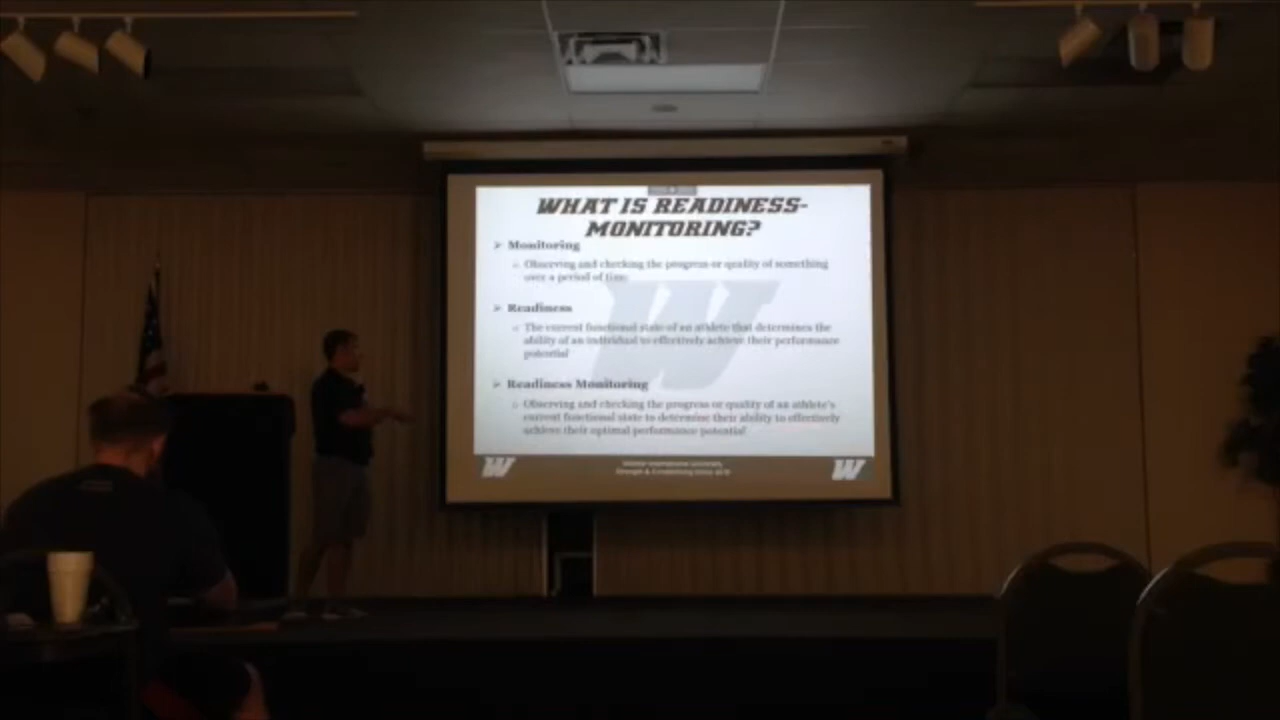 WHAT IS READINESS-
MONITORING?
Monitoring
Observing and checking the progress or quality of something
over a period of time
Readiness
The current functional state of an athlete that determines the
ability of an individual to effectively achieve their performance
potential
Readiness Monitoring
Observing and checking the progress or quality of an athlete's
current functional state to determine their ability to effectively
achieve their optimal performance potential
W
W
W